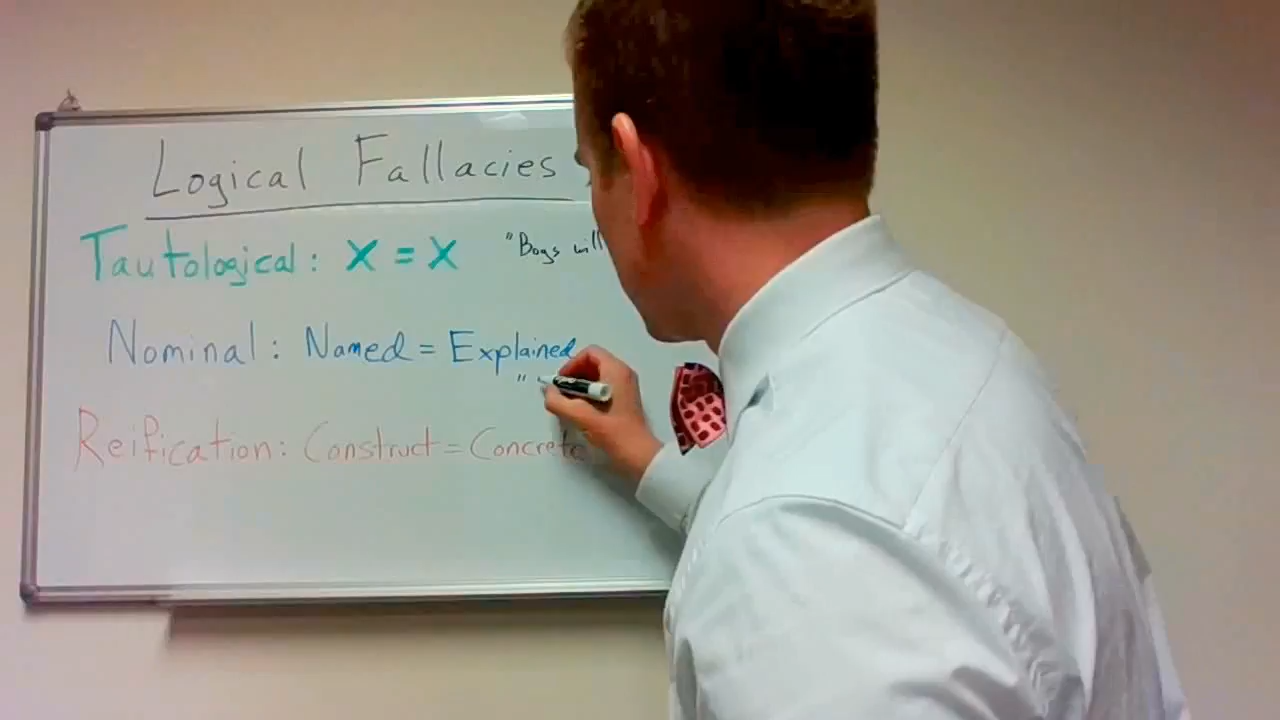 Logical Fallacies
Tautological: X = X "Boys will
Nominal: Named = Explained
"
Reification: Construct = Concrete